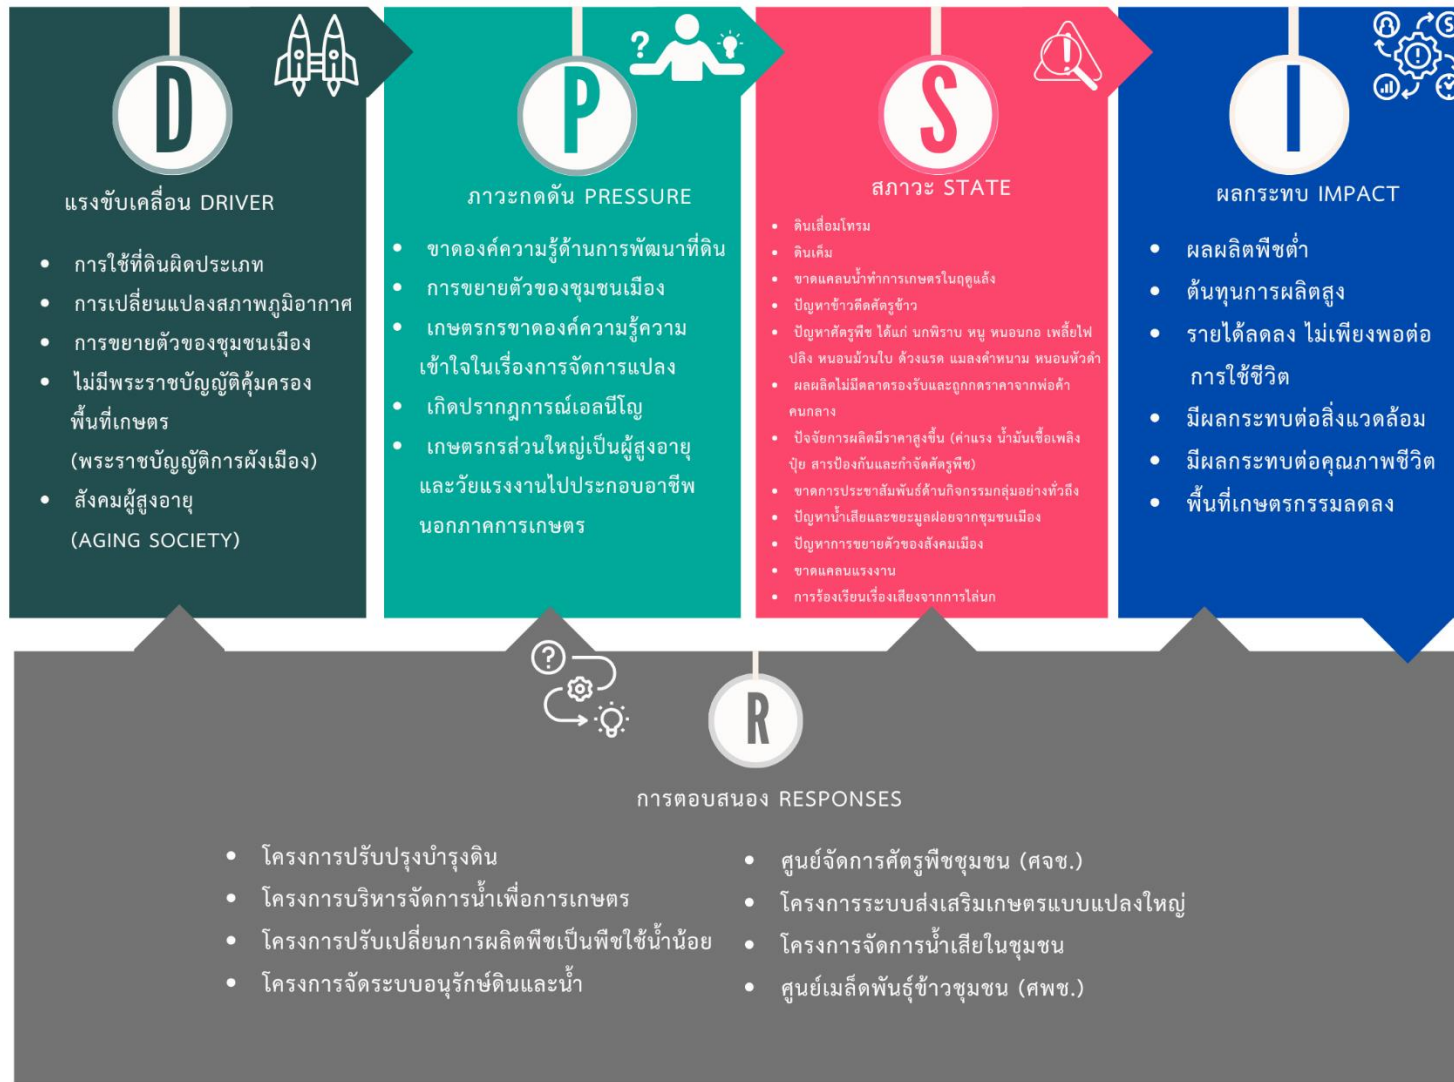 D
แรงขับเคลื่อน DRIVER
• การใช้ที่ดินผิดประเภท
• การเปลี่ยนแปลงสภาพภูมิอากาศ
• การขยายตัวของชุมชนเมือง
• ไม่มีพระราชบัญญัติคุ้มครอง
พื้นที่เกษตร
(พระราชบัญญัติการผังเมือง)
• สังคมผู้สูงอายุ
(AGING SOCIETY)
?
P
ภาวะกดดัน PRESSURE
• ขาดองค์ความรู้ด้านการพัฒนาที่ดิน
• การขยายตัวของชุมชนเมือง
• เกษตรกรขาดองค์ความรู้ความ
เข้าใจในเรื่องการจัดการแปลง
• เกิดปรากฎการณ์เอลนีโญ
• เกษตรกรส่วนใหญ่เป็นผู้สูงอายุ
และวัยแรงงานไปประกอบอาชีพ
นอกภาคการเกษตร
S
สภาวะ STATE
• ดินเสื่อมโทรม
• ดินเค็ม
• ขาดแคลนน้ำทำการเกษตรในฤดูแล้ง
• ปัญหาข้าวดีดศัตรูข้าว
• ปัญหาศัตรูพืช ได้แก่ นกพิราบ หนู หนอนกอ เพลี้ยไฟ
ปลิง หนอนม้วนใบ ด้วงแรด แมลงดำหนาม หนอนหัวดำ
• ผลผลิตไม่มีตลาดรองรับและถูกกดราคาจากพ่อค้า
คนกลาง
• ปัจจัยการผลิตมีราคาสูงขึ้น (ค่าแรง น้ำมันเชื้อเพลิง
ปุ๋ย สารป้องกันและกำจัดศัตรูพืช)
• ขาดการประชาสัมพันธ์ด้านกิจกรรมกลุ่มอย่างทั่วถึง
• ปัญหาน้ำเสียและขยะมูลฝอยจากชุมชนเมือง
• ปัญหาการขยายตัวของสังคมเมือง
• ขาดแคลนแรงงาน
• การร้องเรียนเรื่องเสียงจากการไล่นก
I
ผลกระทบ IMPACT
• ผลผลิตพืชต่ำ
• ต้นทุนการผลิตสูง
• รายได้ลดลง ไม่เพียงพอต่อ
การใช้ชีวิต
• มีผลกระทบต่อสิ่งแวดล้อม
• มีผลกระทบต่อคุณภาพชีวิต
• พื้นที่เกษตรกรรมลดลง
?
R
การตอบสนอง RESPONSES
• โครงการปรับปรุงบำรุงดิน
• โครงการบริหารจัดการน้ำเพื่อการเกษตร
• โครงการปรับเปลี่ยนการผลิตพืชเป็นพืชใช้น้ำน้อย
• โครงการจัดระบบอนุรักษ์ดินและน้ำ
• ศูนย์จัดการศัตรูพืชชุมชน (ศจช.)
• โครงการระบบส่งเสริมเกษตรแบบแปลงใหญ่
• โครงการจัดการน้ำเสียในชุมชน
• ศูนย์เมล็ดพันธุ์ข้าวชุมชน (ศพช.)